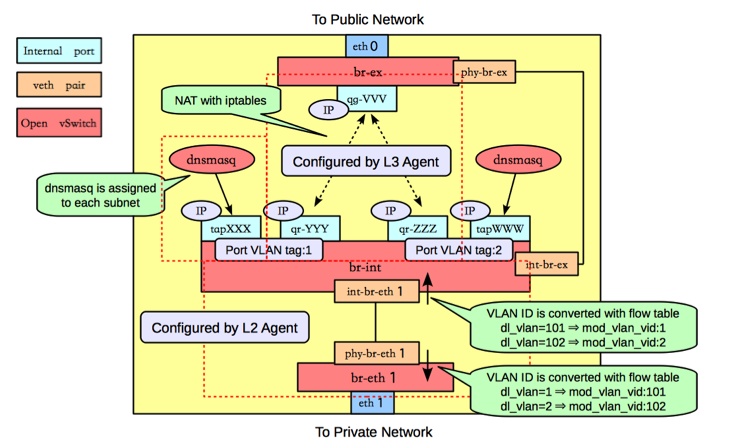 To Public Network
Internal port
veth pair
Open vSwitch
eth 0
br-ex
phy-br-ex
NAT with iptables
qg-VVV
IP
Configured by L3 Agent
dnsmasq
dnsmasq
dnsmasq is assigned
to each subnet
IP
IP
IP
IP
tapXXX
qr-YYY
qr-ZZZ
tapWWW
Port VLAN tag:1
Port VLAN tag:2
br-int
int-br-ex
int-br-eth 1
Configured by L2 Agent
VLAN ID is converted with flow table
dl_vlan=101 ⇒ mod_vlan_vid:1
dl_vlan=102 ⇒ mod_vlan_vid:2
phy-br-eth 1
br-eth 1
VLAN ID is converted with flow table
dl_vlan=1 ⇒ mod_vlan_vid:101
dl_vlan=2 ⇒ mod_vlan_vid:102
eth 1
To Private Network